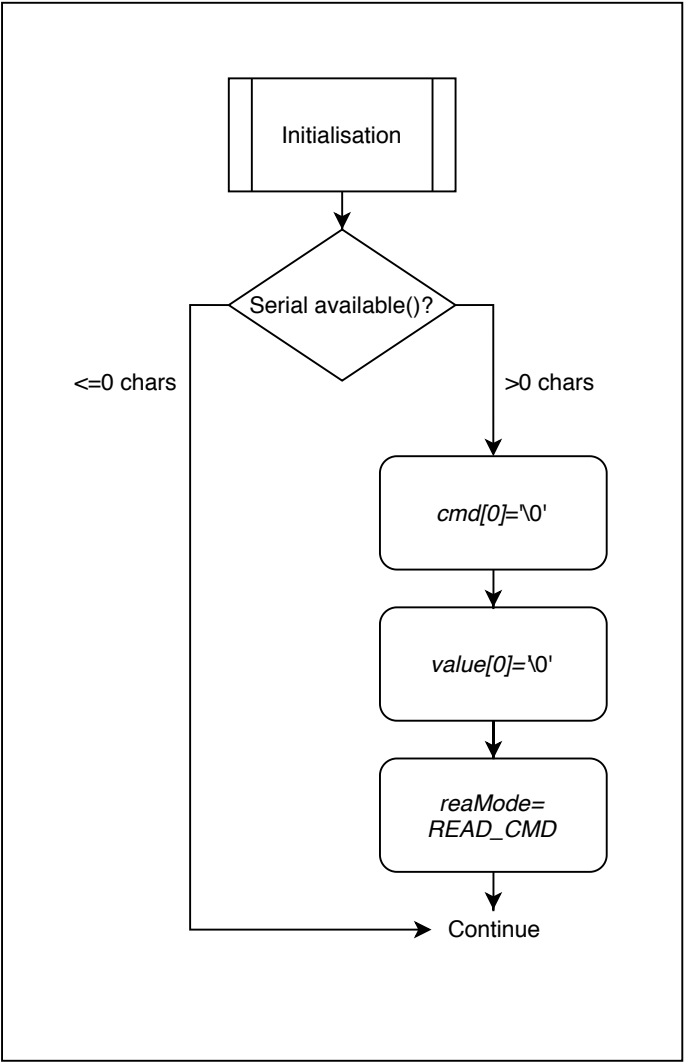 Initialisation
Serial available()?
<=0 chars
>0 chars
cmd[0]='\0'
value[0]='\0'
reaMode=
READ_CMD
Continue